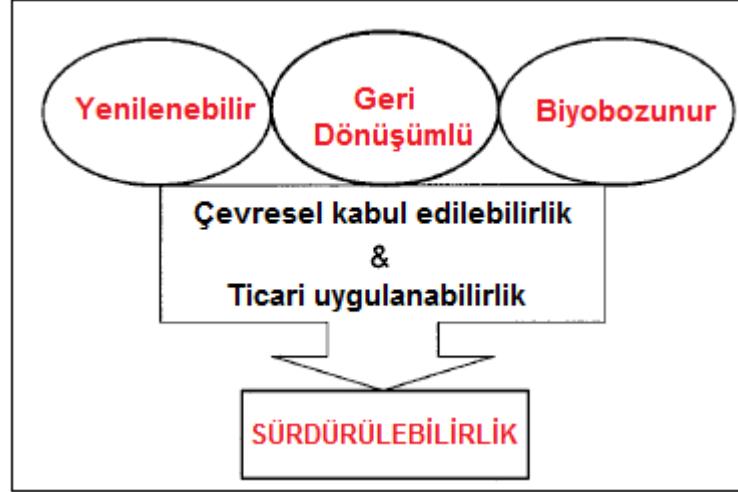 Yenilenebilir
Geri
Dönüşümlü
Biyobozunur
Çevresel kabul edilebilirlik
&
Ticari uygulanabilirlik
SÜRDÜRÜLEBİLİRLİK